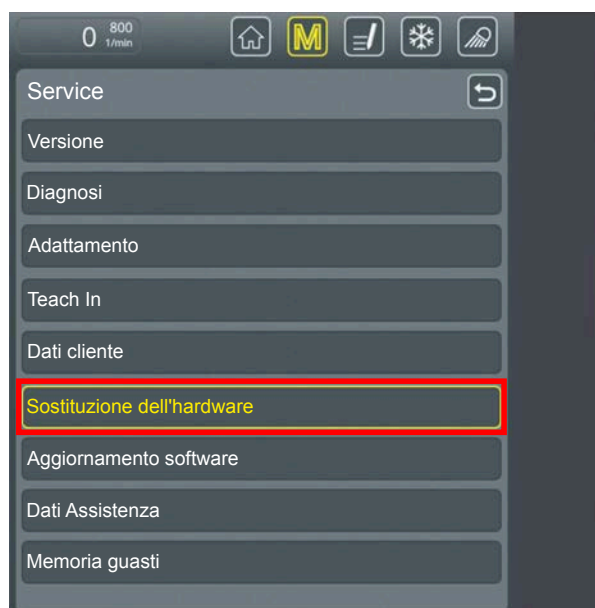 0 800 1/min
M
Service
Versione
Diagnosi
Adattamento
Teach In
Dati cliente
Sostituzione dell'hardware
Aggiornamento software
Dati Assistenza
Memoria guasti